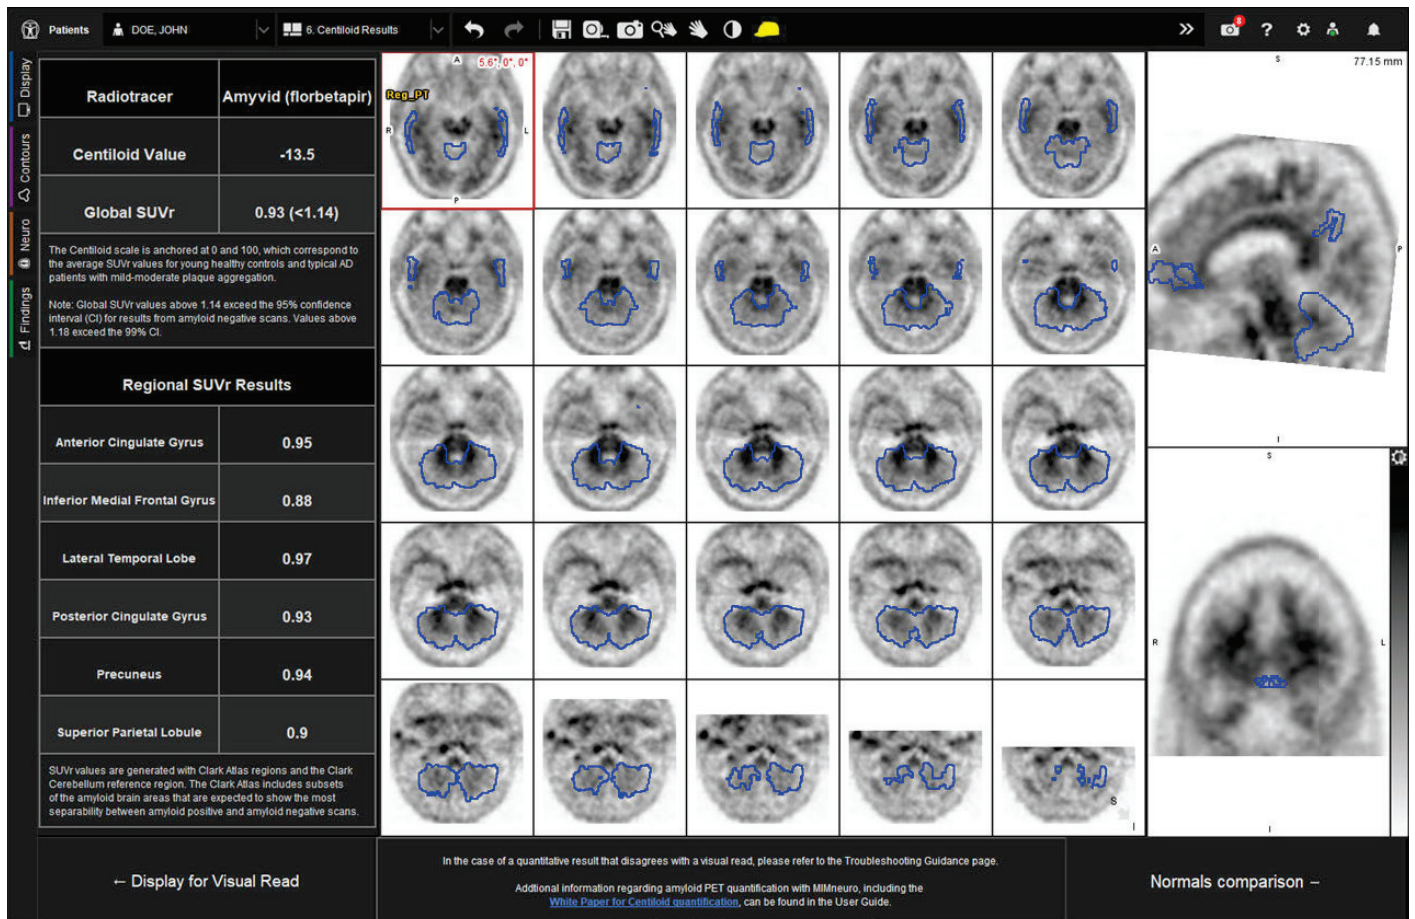 Patients
DOE, JOHN
6. Centiloid Results
8
?
Display
Contours
Neuro
Findings
Radiotracer
Amyvid (florbetapir)
Centiloid Value
-13.5
Global SUVr
0.93 (<1.14)
The Centiloid scale is anchored at 0 and 100, which correspond to
the average SUVr values for young healthy controls and typical AD
patients with mild-moderate plaque aggregation.
Note: Global SUVr values above 1.14 exceed the 95% confidence
interval (CI) for results from amyloid negative scans. Values above
1.18 exceed the 99% CI.
Regional SUVr Results
Anterior Cingulate Gyrus
0.95
Inferior Medial Frontal Gyrus
0.88
Lateral Temporal Lobe
0.97
Posterior Cingulate Gyrus
0.93
Precuneus
0.94
Superior Parietal Lobule
0.9
SUVr values are generated with Clark Atlas regions and the Clark
Cerebellum reference region. The Clark Atlas includes subsets
of the amyloid brain areas that are expected to show the most
separability between amyloid positive and amyloid negative scans.
A
5.6°, 0°, 0°
Reg_PT
R
L
P
S
I
S
77.15 mm
A
P
I
S
R
L
I
← Display for Visual Read
In the case of a quantitative result that disagrees with a visual read, please refer to the Troubleshooting Guidance page.
Addtional information regarding amyloid PET quantification with MIMneuro, including the
White Paper for Centiloid quantification, can be found in the User Guide.
Normals comparison –